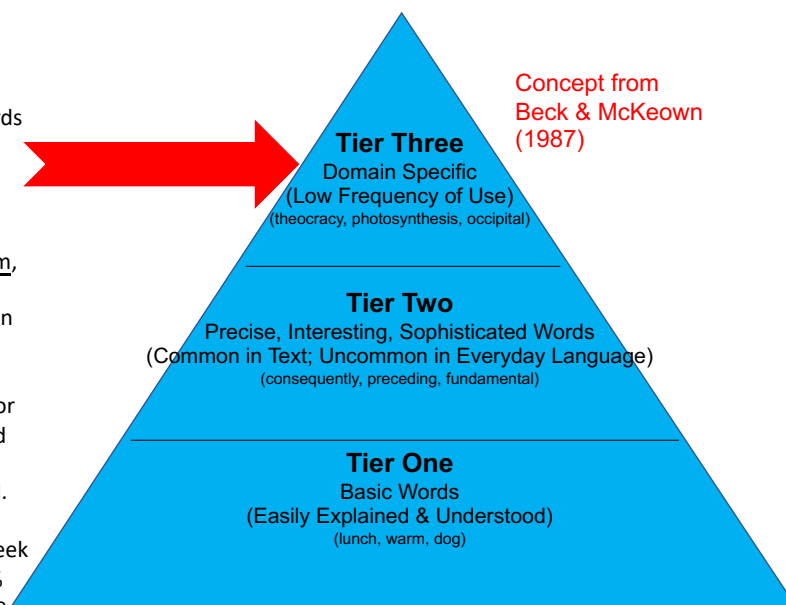 Concept from
Beck & McKeown
(1987)
Tier Three
Domain Specific
(Low Frequency of Use)
(theocracy, photosynthesis, occipital)
Tier Two
Precise, Interesting, Sophisticated Words
(Common in Text; Uncommon in Everyday Language)
(consequently, preceding, fundamental)
Tier One
Basic Words
(Easily Explained & Understood)
(lunch, warm, dog)